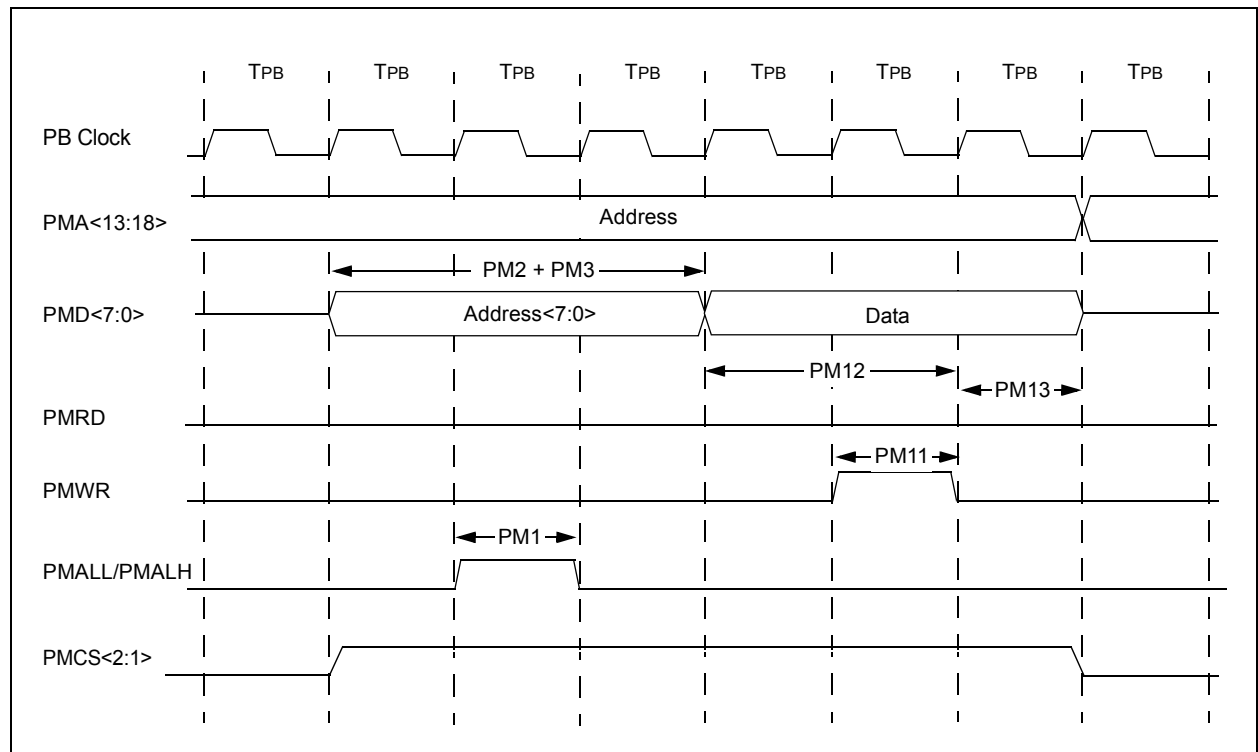 TPB TPB TPB TPB TPB TPB TPB TPB
PB Clock
PMA<13:18>
Address
PM2 + PM3
PMD<7:0>
Address<7:0>
Data
PM12
PM13
PMRD
PM11
PMWR
PM1
PMALL/PMALH
PMCS<2:1>